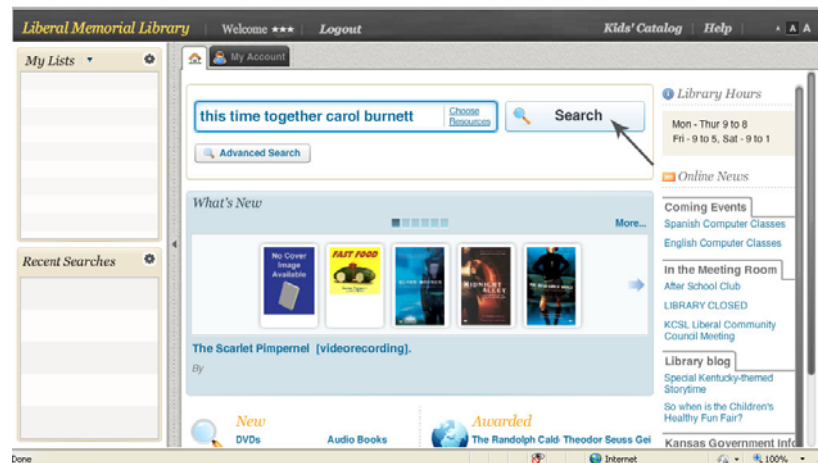 Liberal Memorial Library Welcome ★★★ Logout Kids' Catalog Help A A
My Lists
My Account
this time together carol burnett
Choose
Resources
Search
Advanced Search
What's New
More...
No Cover
Image
Available
FAST FOOD
MIDNIGHT
ALLEY
The Scarlet Pimpernel [videorecording].
By
New
DVDs Audio Books
Awarded
The Randolph Cald- Theodor Seuss Gei
Recent Searches
Library Hours
Mon - Thur 9 to 8
Fri - 9 to 5, Sat - 9 to 1
Online News
Coming Events
Spanish Computer Classes
English Computer Classes
In the Meeting Room
After School Club
LIBRARY CLOSED
KCSL Liberal Community
Council Meeting
Library blog
Special Kentucky-themed
Storytime
So when is the Children's
Healthy Fun Fair?
Kansas Government Info
Done Internet 100%